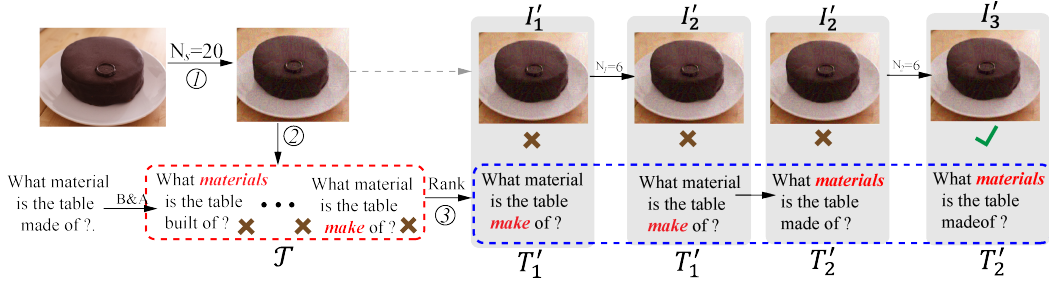 I′₁ I′₂ I′₂ I′₃
Nₛ=20
①
Nⱼ=6
Nⱼ=6
②
What material
is the table
made of ?.
B&A
What materials
is the table
built of ?
• • •
What material
is the table
make of ?
Rank
③
What material
is the table
make of ?
What material
is the table
make of ?
What materials
is the table
made of ?
What materials
is the table
madeof ?
𝒯
T′₁ T′₁ T′₂ T′₂